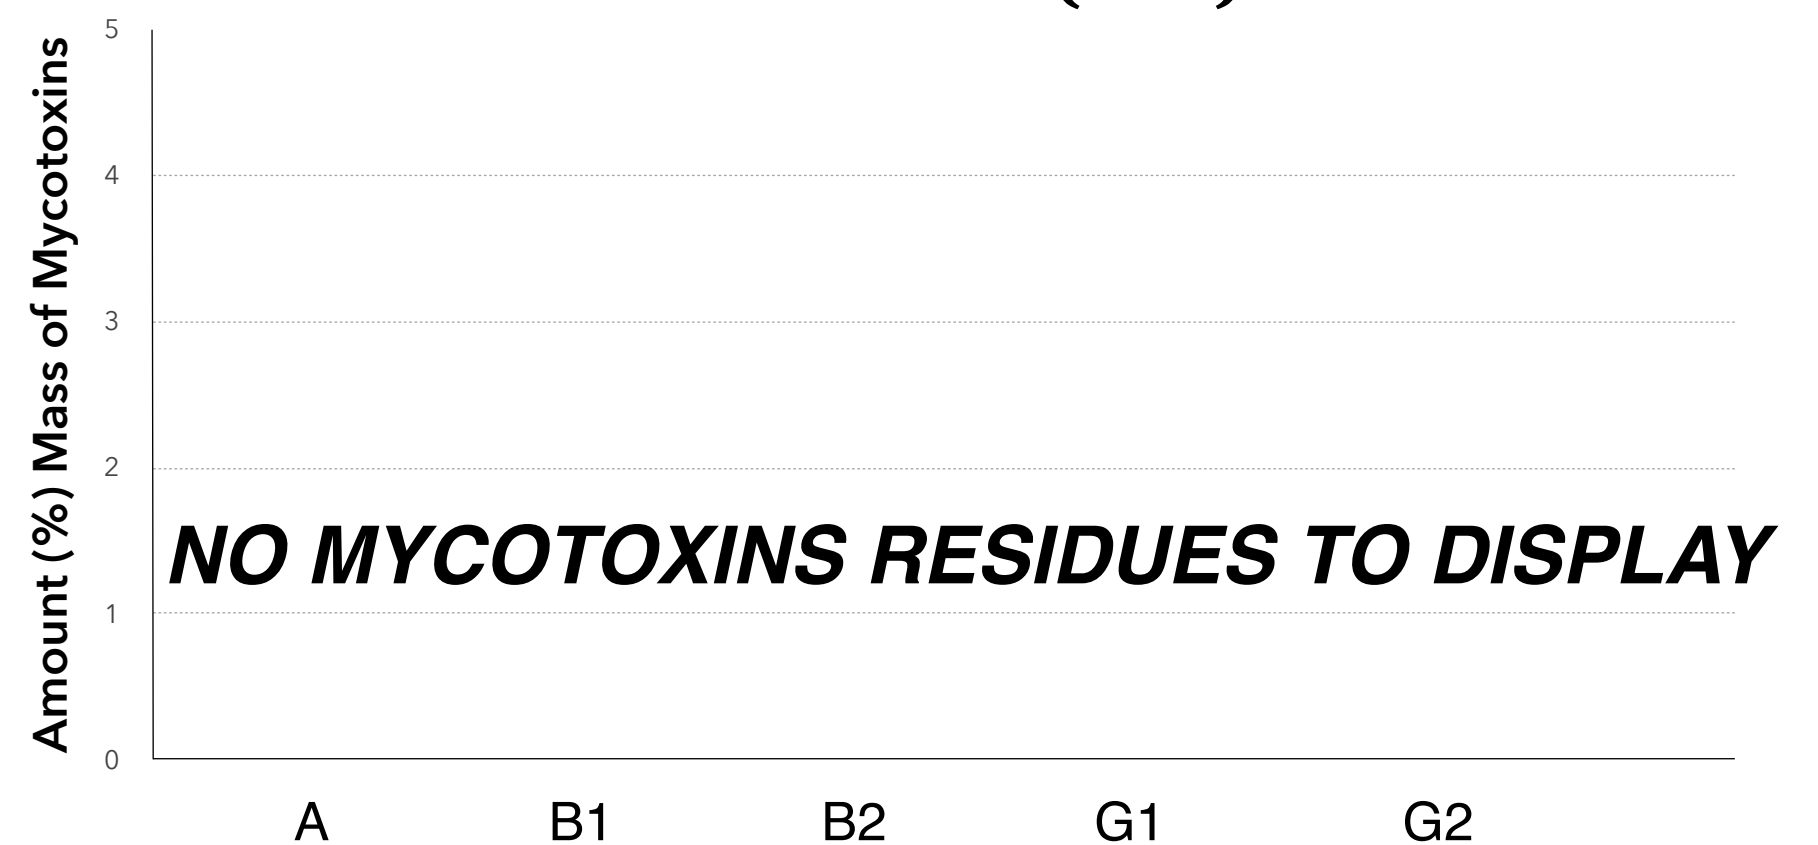 Amount (%) Mass of Mycotoxins
5
4
3
2
NO MYCOTOXINS RESIDUES TO DISPLAY
1
0
A B1 B2 G1 G2